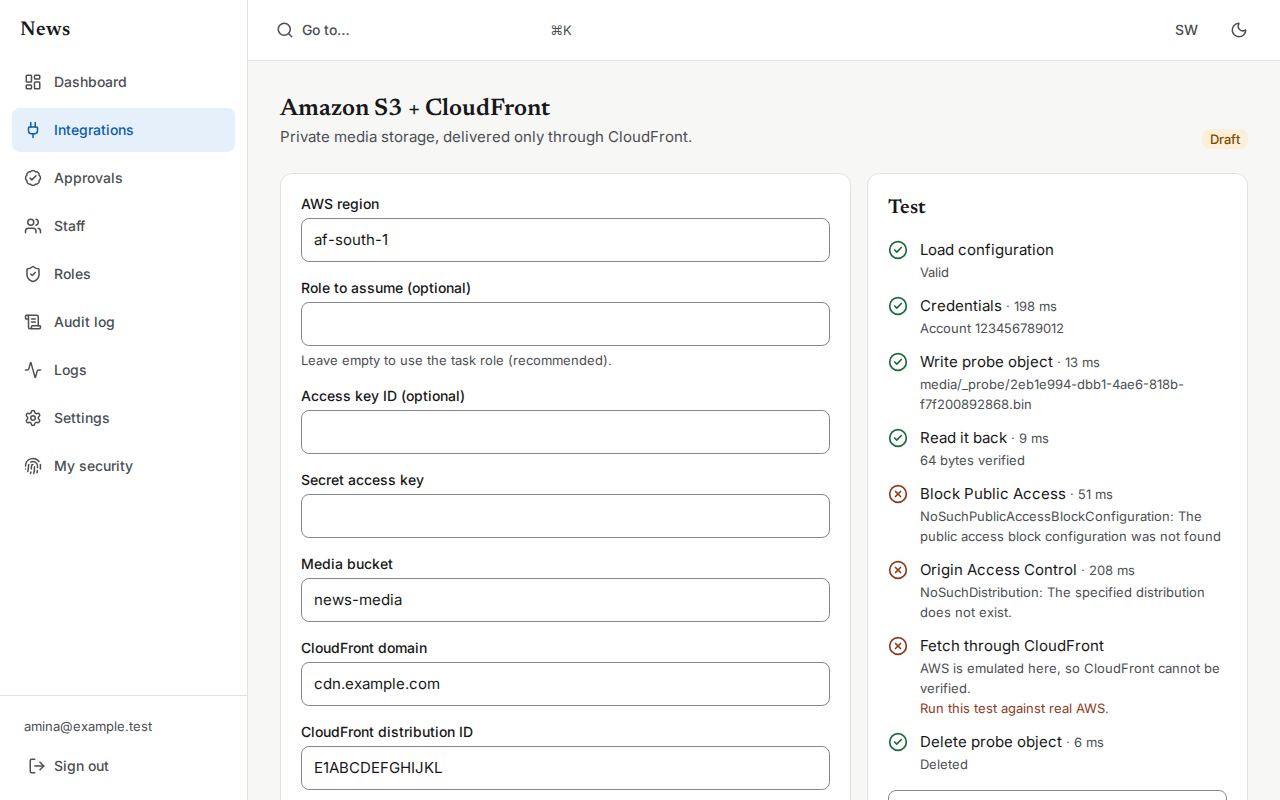 News
Go to...
⌘K
SW
Dashboard
Integrations
Approvals
Staff
Roles
Audit log
Logs
Settings
My security
amina@example.test
Sign out
Amazon S3 + CloudFront
Private media storage, delivered only through CloudFront.
Draft
AWS region
af-south-1
Role to assume (optional)
Leave empty to use the task role (recommended).
Access key ID (optional)
Secret access key
Media bucket
news-media
CloudFront domain
cdn.example.com
CloudFront distribution ID
E1ABCDEFGHIJKL
Test
Load configuration
Valid
Credentials · 198 ms
Account 123456789012
Write probe object · 13 ms
media/_probe/2eb1e994-dbb1-4ae6-818b-
f7f200892868.bin
Read it back · 9 ms
64 bytes verified
Block Public Access · 51 ms
NoSuchPublicAccessBlockConfiguration: The
public access block configuration was not found
Origin Access Control · 208 ms
NoSuchDistribution: The specified distribution
does not exist.
Fetch through CloudFront
AWS is emulated here, so CloudFront cannot be
verified.
Run this test against real AWS.
Delete probe object · 6 ms
Deleted